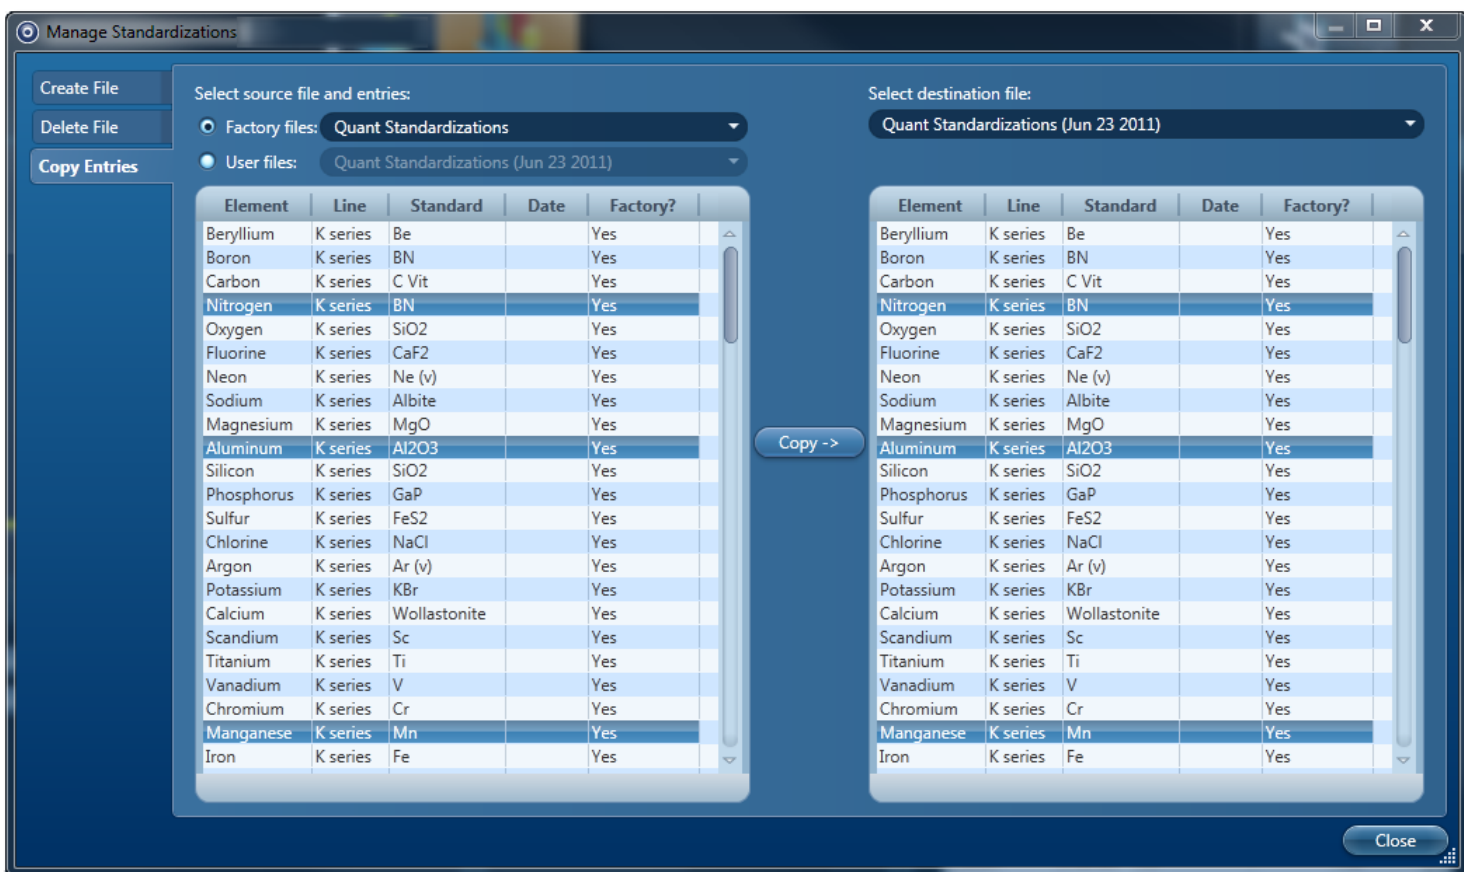 Manage Standardizations
Create File
Delete File
Copy Entries
Select source file and entries:
Factory files: Quant Standardizations
User files: Quant Standardizations (Jun 23 2011)
Element Line Standard Date Factory?
Beryllium K series Be Yes
Boron K series BN Yes
Carbon K series C Vit Yes
Nitrogen K series BN Yes
Oxygen K series SiO2 Yes
Fluorine K series CaF2 Yes
Neon K series Ne (v) Yes
Sodium K series Albite Yes
Magnesium K series MgO Yes
Aluminum K series Al2O3 Yes
Silicon K series SiO2 Yes
Phosphorus K series GaP Yes
Sulfur K series FeS2 Yes
Chlorine K series NaCl Yes
Argon K series Ar (v) Yes
Potassium K series KBr Yes
Calcium K series Wollastonite Yes
Scandium K series Sc Yes
Titanium K series Ti Yes
Vanadium K series V Yes
Chromium K series Cr Yes
Manganese K series Mn Yes
Iron K series Fe Yes
Copy ->
Select destination file:
Quant Standardizations (Jun 23 2011)
Element Line Standard Date Factory?
Beryllium K series Be Yes
Boron K series BN Yes
Carbon K series C Vit Yes
Nitrogen K series BN Yes
Oxygen K series SiO2 Yes
Fluorine K series CaF2 Yes
Neon K series Ne (v) Yes
Sodium K series Albite Yes
Magnesium K series MgO Yes
Aluminum K series Al2O3 Yes
Silicon K series SiO2 Yes
Phosphorus K series GaP Yes
Sulfur K series FeS2 Yes
Chlorine K series NaCl Yes
Argon K series Ar (v) Yes
Potassium K series KBr Yes
Calcium K series Wollastonite Yes
Scandium K series Sc Yes
Titanium K series Ti Yes
Vanadium K series V Yes
Chromium K series Cr Yes
Manganese K series Mn Yes
Iron K series Fe Yes
Close